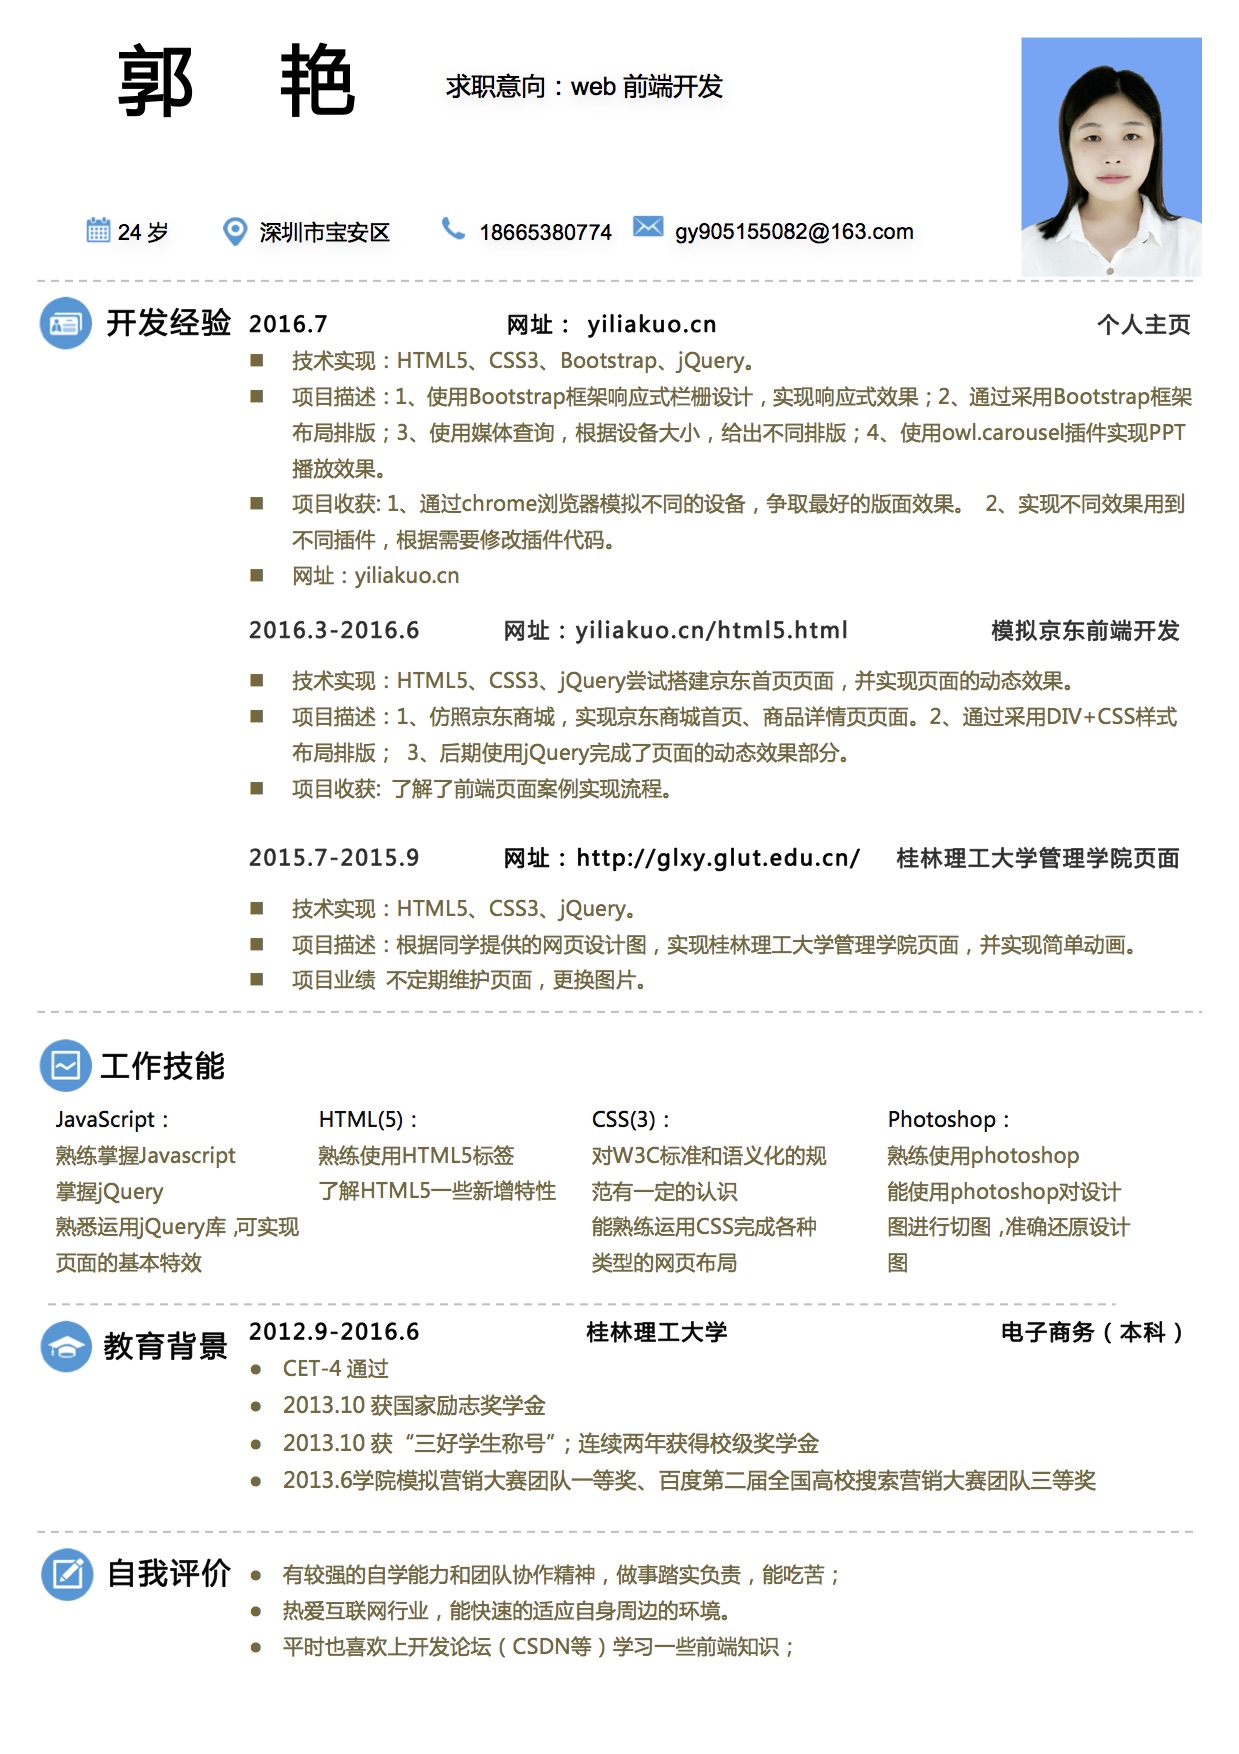 郭 艳
求职意向：web 前端开发
24 岁 深圳市宝安区 18665380774 gy905155082@163.com
开发经验 2016.7 网址： yiliakuo.cn 个人主页
■ 技术实现：HTML5、CSS3、Bootstrap、jQuery。
■ 项目描述：1、使用Bootstrap框架响应式栏栅设计，实现响应式效果；2、通过采用Bootstrap框架
布局排版；3、使用媒体查询，根据设备大小，给出不同排版；4、使用owl.carousel插件实现PPT
播放效果。
■ 项目收获: 1、通过chrome浏览器模拟不同的设备，争取最好的版面效果。 2、实现不同效果用到
不同插件，根据需要修改插件代码。
■ 网址：yiliakuo.cn
2016.3-2016.6 网址：yiliakuo.cn/html5.html 模拟京东前端开发
■ 技术实现：HTML5、CSS3、jQuery尝试搭建京东首页页面，并实现页面的动态效果。
■ 项目描述：1、仿照京东商城，实现京东商城首页、商品详情页页面。2、通过采用DIV+CSS样式
布局排版； 3、后期使用jQuery完成了页面的动态效果部分。
■ 项目收获: 了解了前端页面案例实现流程。
2015.7-2015.9 网址：http://glxy.glut.edu.cn/ 桂林理工大学管理学院页面
■ 技术实现：HTML5、CSS3、jQuery。
■ 项目描述：根据同学提供的网页设计图，实现桂林理工大学管理学院页面，并实现简单动画。
■ 项目业绩 不定期维护页面，更换图片。
工作技能
JavaScript：
熟练掌握Javascript
掌握jQuery
熟悉运用jQuery库,可实现
页面的基本特效
HTML(5)：
熟练使用HTML5标签
了解HTML5一些新增特性
CSS(3)：
对W3C标准和语义化的规
范有一定的认识
能熟练运用CSS完成各种
类型的网页布局
Photoshop：
熟练使用photoshop
能使用photoshop对设计
图进行切图,准确还原设计
图
教育背景 2012.9-2016.6 桂林理工大学 电子商务（本科）
● CET-4 通过
● 2013.10 获国家励志奖学金
● 2013.10 获“三好学生称号”；连续两年获得校级奖学金
● 2013.6学院模拟营销大赛团队一等奖、百度第二届全国高校搜索营销大赛团队三等奖
自我评价
● 有较强的自学能力和团队协作精神，做事踏实负责，能吃苦；
● 热爱互联网行业，能快速的适应自身周边的环境。
● 平时也喜欢上开发论坛（CSDN等）学习一些前端知识；